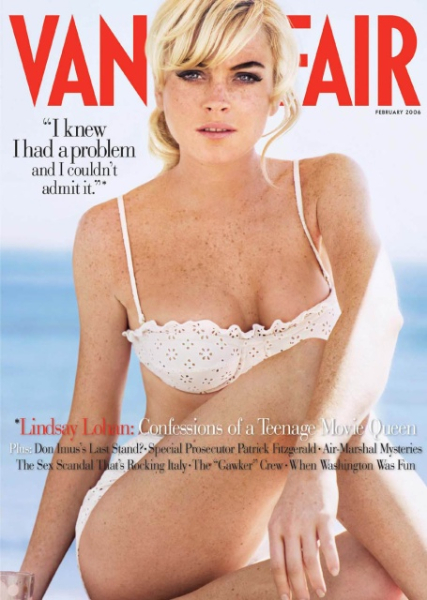 VAN FAIR
FEBRUARY 2006
“I knew
I had a problem
and I couldn’t
admit it.”*
*Lindsay Lohan: Confessions of a Teenage Movie Queen
Plus: Don Imus’s Last Stand? · Special Prosecutor Patrick Fitzgerald · Air-Marshal Mysteries
The Sex Scandal That’s Rocking Italy · The “Gawker” Crew · When Washington Was Fun